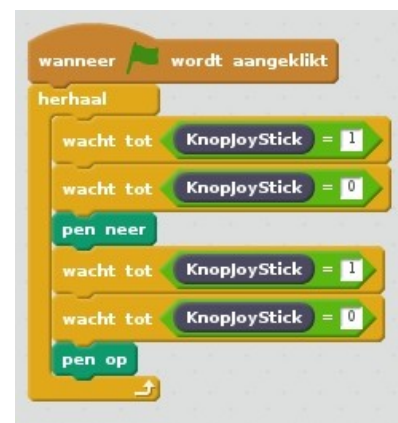 wanneer wordt aangeklikt
herhaal
wacht tot KnopJoyStick = 1
wacht tot KnopJoyStick = 0
pen neer
wacht tot KnopJoyStick = 1
wacht tot KnopJoyStick = 0
pen op